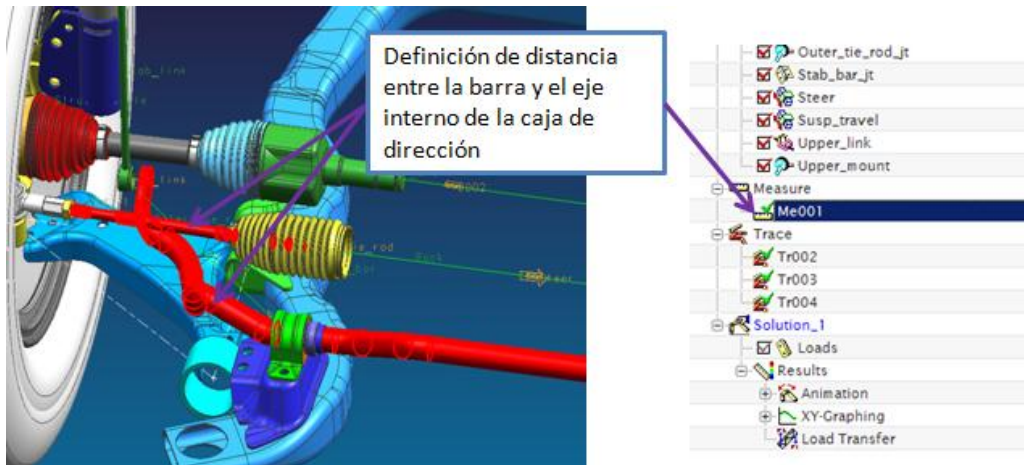 Definición de distancia
entre la barra y el eje
interno de la caja de
dirección
Outer_tie_rod_jt
Stab_bar_jt
Steer
Susp_travel
Upper_link
Upper_mount
Measure
Me001
Trace
Tr002
Tr003
Tr004
Solution_1
Loads
Results
Animation
XY-Graphing
Load Transfer